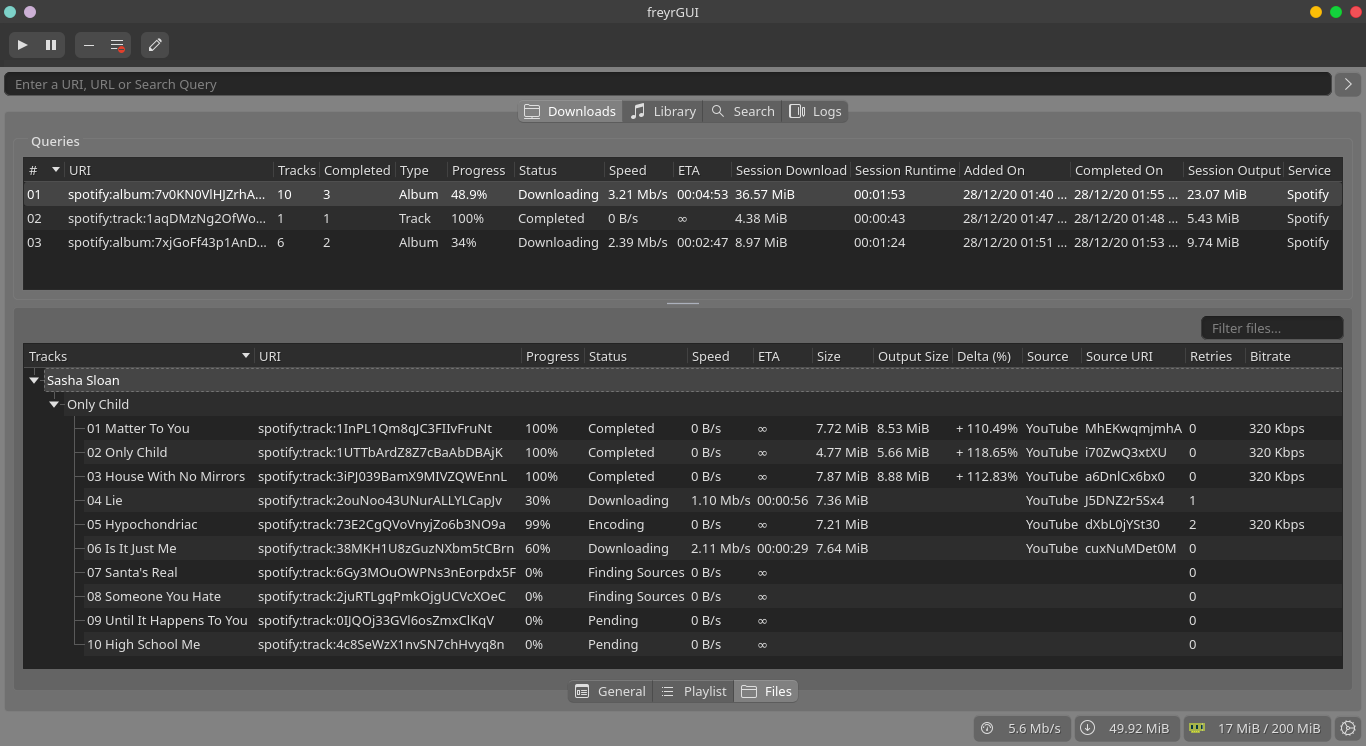 freyrGUI
Enter a URI, URL or Search Query
Downloads Library Search Logs
Queries
# URI Tracks Completed Type Progress Status Speed ETA Session Download Session Runtime Added On Completed On Session Output Service
01 spotify:album:7v0KN0VlHJZrhA... 10 3 Album 48.9% Downloading 3.21 Mb/s 00:04:53 36.57 MiB 00:01:53 28/12/20 01:40 ... 28/12/20 01:55 ... 23.07 MiB Spotify
02 spotify:track:1aqDMzNg2OfWo... 1 1 Track 100% Completed 0 B/s ∞ 4.38 MiB 00:00:43 28/12/20 01:47 ... 28/12/20 01:48 ... 5.43 MiB Spotify
03 spotify:album:7xjGoFf43p1AnD... 6 2 Album 34% Downloading 2.39 Mb/s 00:02:47 8.97 MiB 00:01:24 28/12/20 01:51 ... 28/12/20 01:53 ... 9.74 MiB Spotify
Filter files...
Tracks URI Progress Status Speed ETA Size Output Size Delta (%) Source Source URI Retries Bitrate
Sasha Sloan
Only Child
01 Matter To You spotify:track:1InPL1Qm8qJC3FIIvFruNt 100% Completed 0 B/s ∞ 7.72 MiB 8.53 MiB + 110.49% YouTube MhEKwqmjmhA 0 320 Kbps
02 Only Child spotify:track:1UTTbArdZ8Z7cBaAbDBAjK 100% Completed 0 B/s ∞ 4.77 MiB 5.66 MiB + 118.65% YouTube i70ZwQ3xtXU 0 320 Kbps
03 House With No Mirrors spotify:track:3iPJ039BamX9MIVZQWEnnL 100% Completed 0 B/s ∞ 7.87 MiB 8.88 MiB + 112.83% YouTube a6DnlCx6bx0 0 320 Kbps
04 Lie spotify:track:2ouNoo43UNurALLYLCapJv 30% Downloading 1.10 Mb/s 00:00:56 7.36 MiB YouTube J5DNZ2r5Sx4 1
05 Hypochondriac spotify:track:73E2CgQVoVnyjZo6b3NO9a 99% Encoding 0 B/s ∞ 7.21 MiB YouTube dXbL0jYSt30 2 320 Kbps
06 Is It Just Me spotify:track:38MKH1U8zGuzNXbm5tCBrn 60% Downloading 2.11 Mb/s 00:00:29 7.64 MiB YouTube cuxNuMDet0M 0
07 Santa's Real spotify:track:6Gy3MOuOWPNs3nEorpdx5F 0% Finding Sources 0 B/s ∞ 0
08 Someone You Hate spotify:track:2juRTLgqPmkOjgUCVcXOeC 0% Finding Sources 0 B/s ∞ 0
09 Until It Happens To You spotify:track:0IJQOj33GVl6osZmxClKqV 0% Pending 0 B/s ∞ 0
10 High School Me spotify:track:4c8SeWzX1nvSN7chHvyq8n 0% Pending 0 B/s ∞ 0
General Playlist Files
5.6 Mb/s 49.92 MiB 17 MiB / 200 MiB